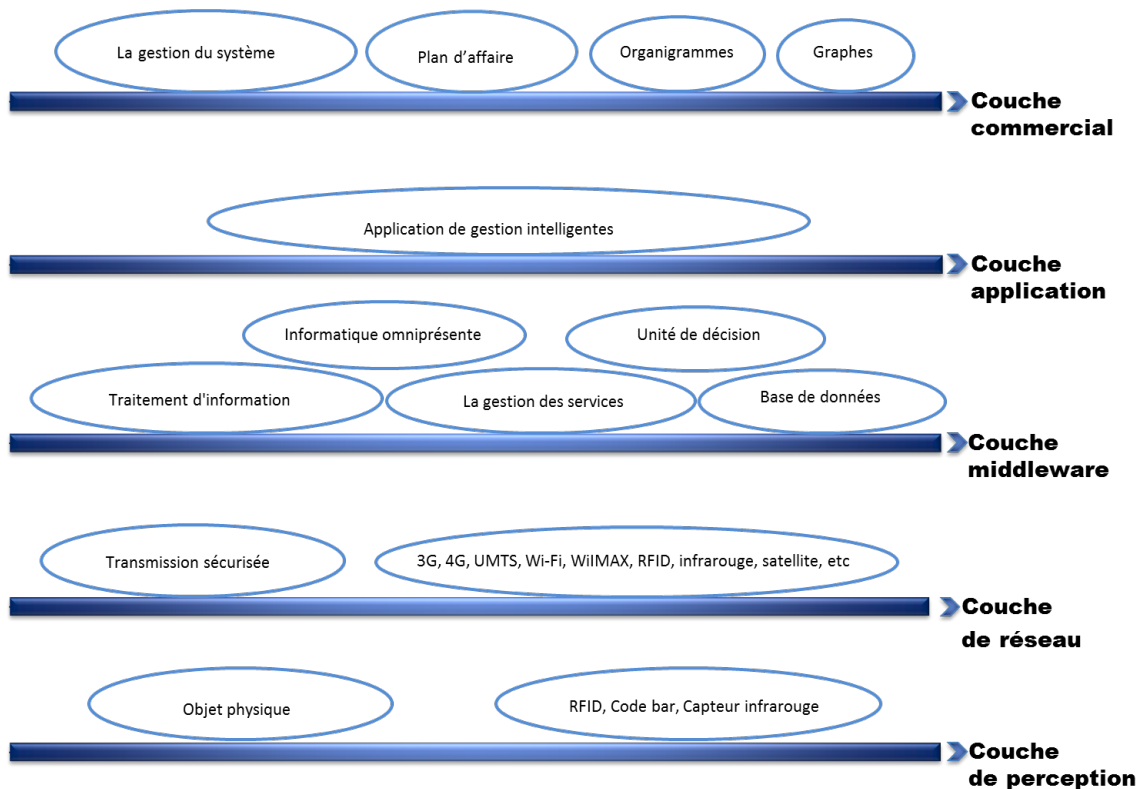 La gestion du système
Plan d’affaire
Organigrammes
Graphes
Couche
commercial
Application de gestion intelligentes
Couche
application
Informatique omniprésente
Unité de décision
Traitement d'information
La gestion des services
Base de données
Couche
middleware
Transmission sécurisée
3G, 4G, UMTS, Wi-Fi, WiIMAX, RFID, infrarouge, satellite, etc
Couche
de réseau
Objet physique
RFID, Code bar, Capteur infrarouge
Couche
de perception